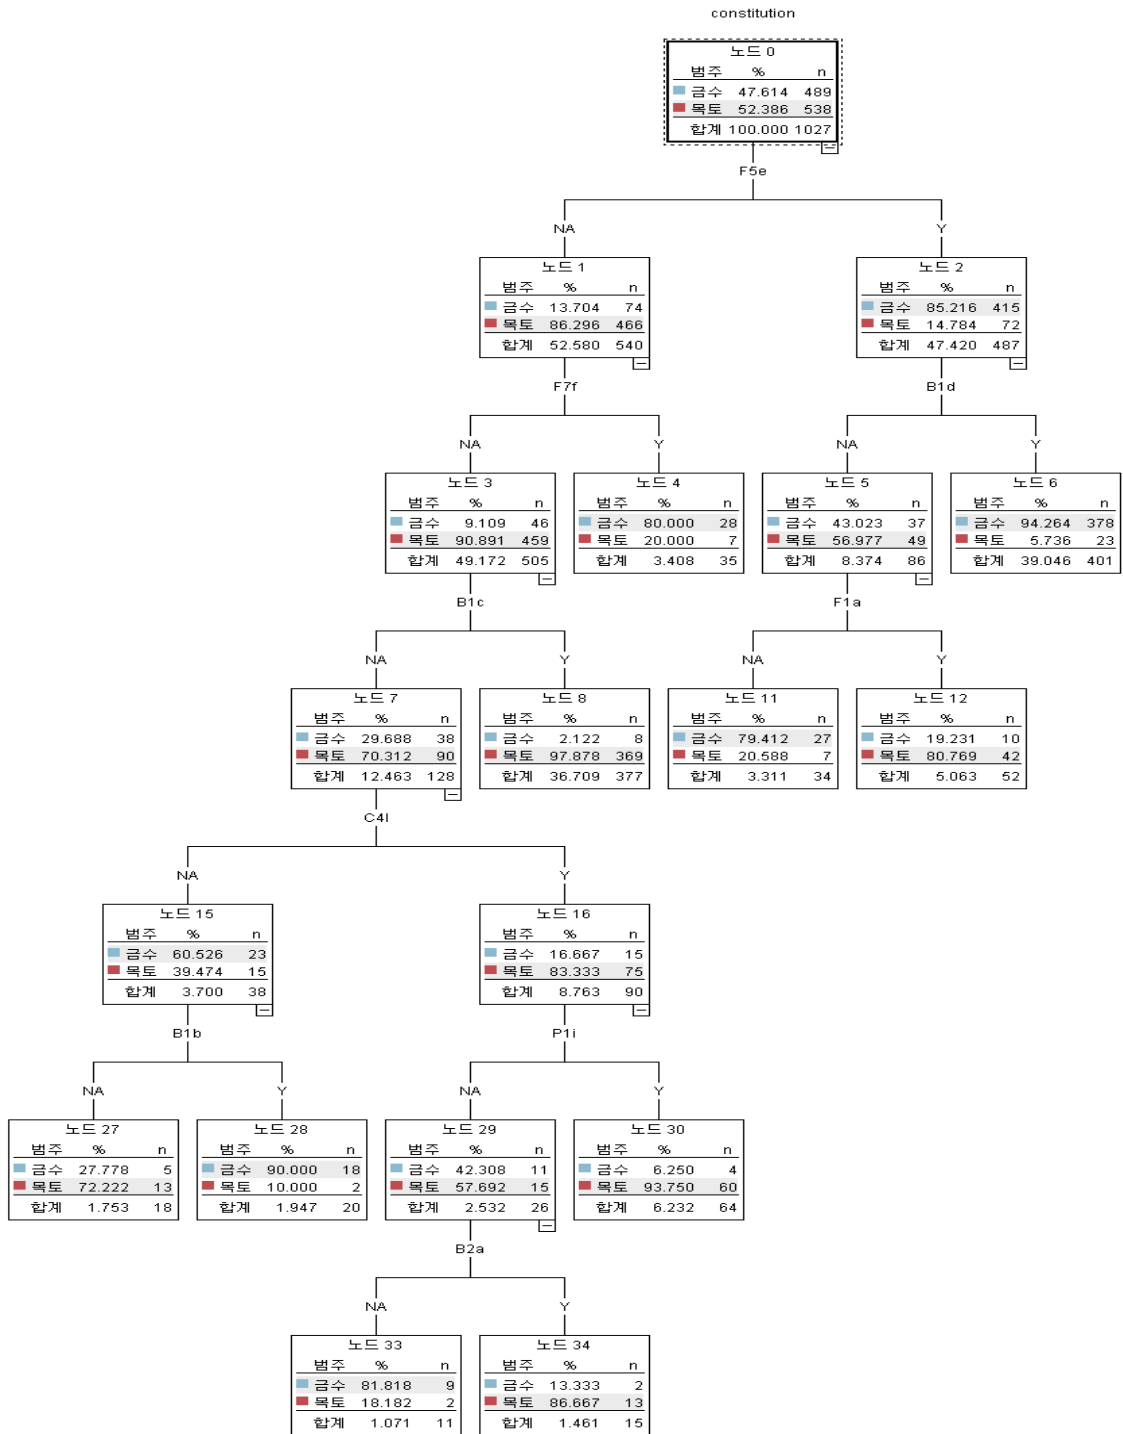 constitution
노드 0
범주 % n
금수 47.614 489
목토 52.386 538
합계 100.000 1027
F5e
NA Y
노드 1
범주 % n
금수 13.704 74
목토 86.296 466
합계 52.580 540
노드 2
범주 % n
금수 85.216 415
목토 14.784 72
합계 47.420 487
F7f
B1d
NA Y NA Y
노드 3
범주 % n
금수 9.109 46
목토 90.891 459
합계 49.172 505
노드 4
범주 % n
금수 80.000 28
목토 20.000 7
합계 3.408 35
노드 5
범주 % n
금수 43.023 37
목토 56.977 49
합계 8.374 86
노드 6
범주 % n
금수 94.264 378
목토 5.736 23
합계 39.046 401
B1c
F1a
NA Y NA Y
노드 7
범주 % n
금수 29.688 38
목토 70.312 90
합계 12.463 128
노드 8
범주 % n
금수 2.122 8
목토 97.878 369
합계 36.709 377
노드 11
범주 % n
금수 79.412 27
목토 20.588 7
합계 3.311 34
노드 12
범주 % n
금수 19.231 10
목토 80.769 42
합계 5.063 52
C4l
NA Y
노드 15
범주 % n
금수 60.526 23
목토 39.474 15
합계 3.700 38
노드 16
범주 % n
금수 16.667 15
목토 83.333 75
합계 8.763 90
B1b
P1i
NA Y NA Y
노드 27
범주 % n
금수 27.778 5
목토 72.222 13
합계 1.753 18
노드 28
범주 % n
금수 90.000 18
목토 10.000 2
합계 1.947 20
노드 29
범주 % n
금수 42.308 11
목토 57.692 15
합계 2.532 26
노드 30
범주 % n
금수 6.250 4
목토 93.750 60
합계 6.232 64
B2a
NA Y
노드 33
범주 % n
금수 81.818 9
목토 18.182 2
합계 1.071 11
노드 34
범주 % n
금수 13.333 2
목토 86.667 13
합계 1.461 15